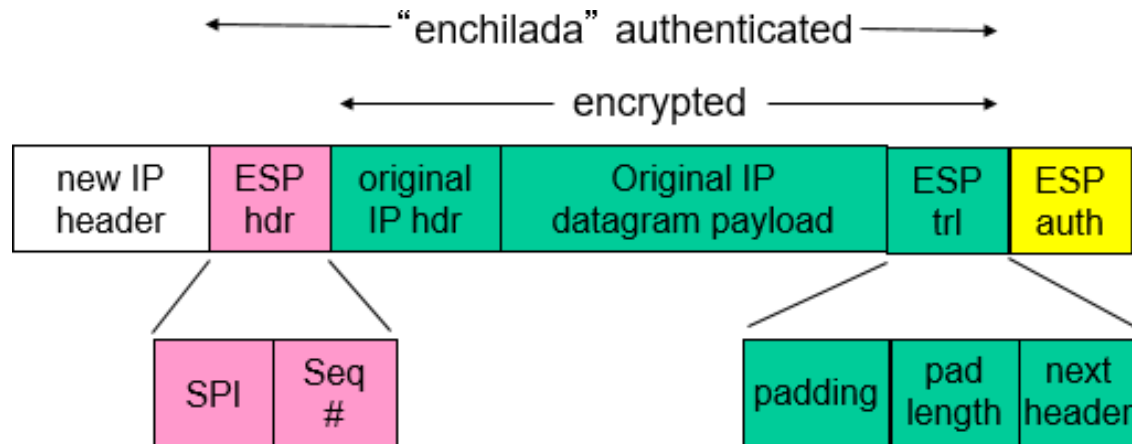 “enchilada” authenticated
encrypted
new IP
header
ESP
hdr
original
IP hdr
Original IP
datagram payload
ESP
trl
ESP
auth
SPI
Seq
#
padding
pad
length
next
header